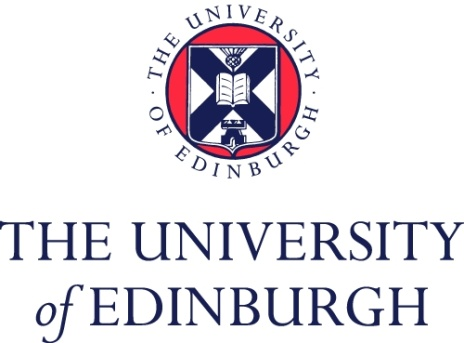 THE UNIVERSITY
OF EDINBURGH
THE UNIVERSITY
of EDINBURGH